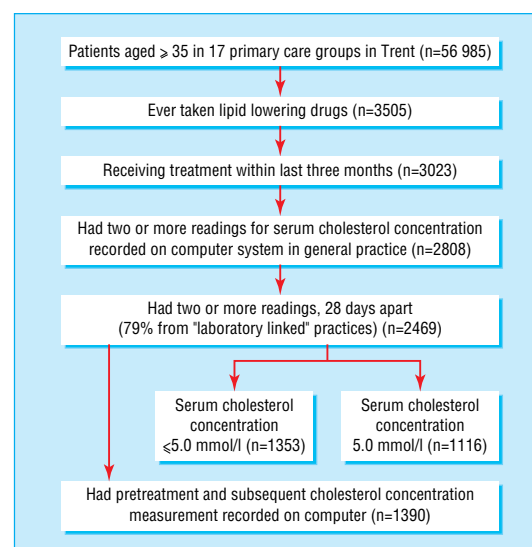 Patients aged ⩾ 35 in 17 primary care groups in Trent (n=56 985)
Ever taken lipid lowering drugs (n=3505)
Receiving treatment within last three months (n=3023)
Had two or more readings for serum cholesterol concentration
recorded on computer system in general practice (n=2808)
Had two or more readings, 28 days apart
(79% from "laboratory linked" practices) (n=2469)
Serum cholesterol
concentration
⩽5.0 mmol/l (n=1353)
Serum cholesterol
concentration
5.0 mmol/l (n=1116)
Had pretreatment and subsequent cholesterol concentration
measurement recorded on computer (n=1390)